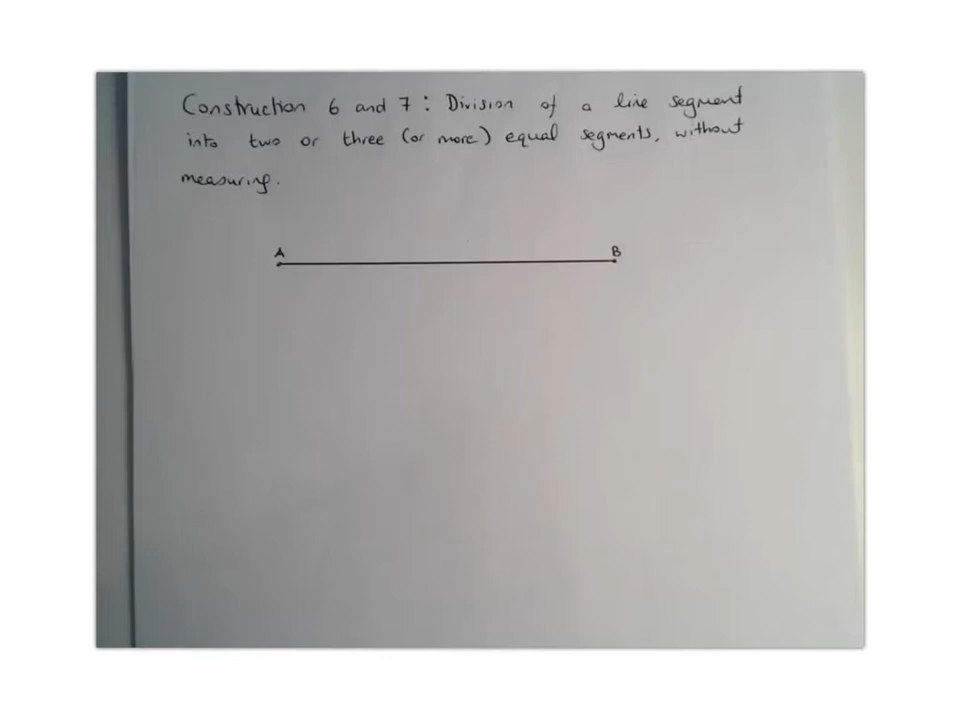 Construction 6 and 7: Division of a line segment
into two or three (or more) equal segments, without
measuring.
A B